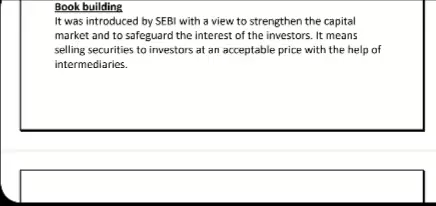 Book building
It was introduced by SEBI with a view to strengthen the capital
market and to safeguard the interest of the investors. It means
selling securities to investors at an acceptable price with the help of
intermediaries.